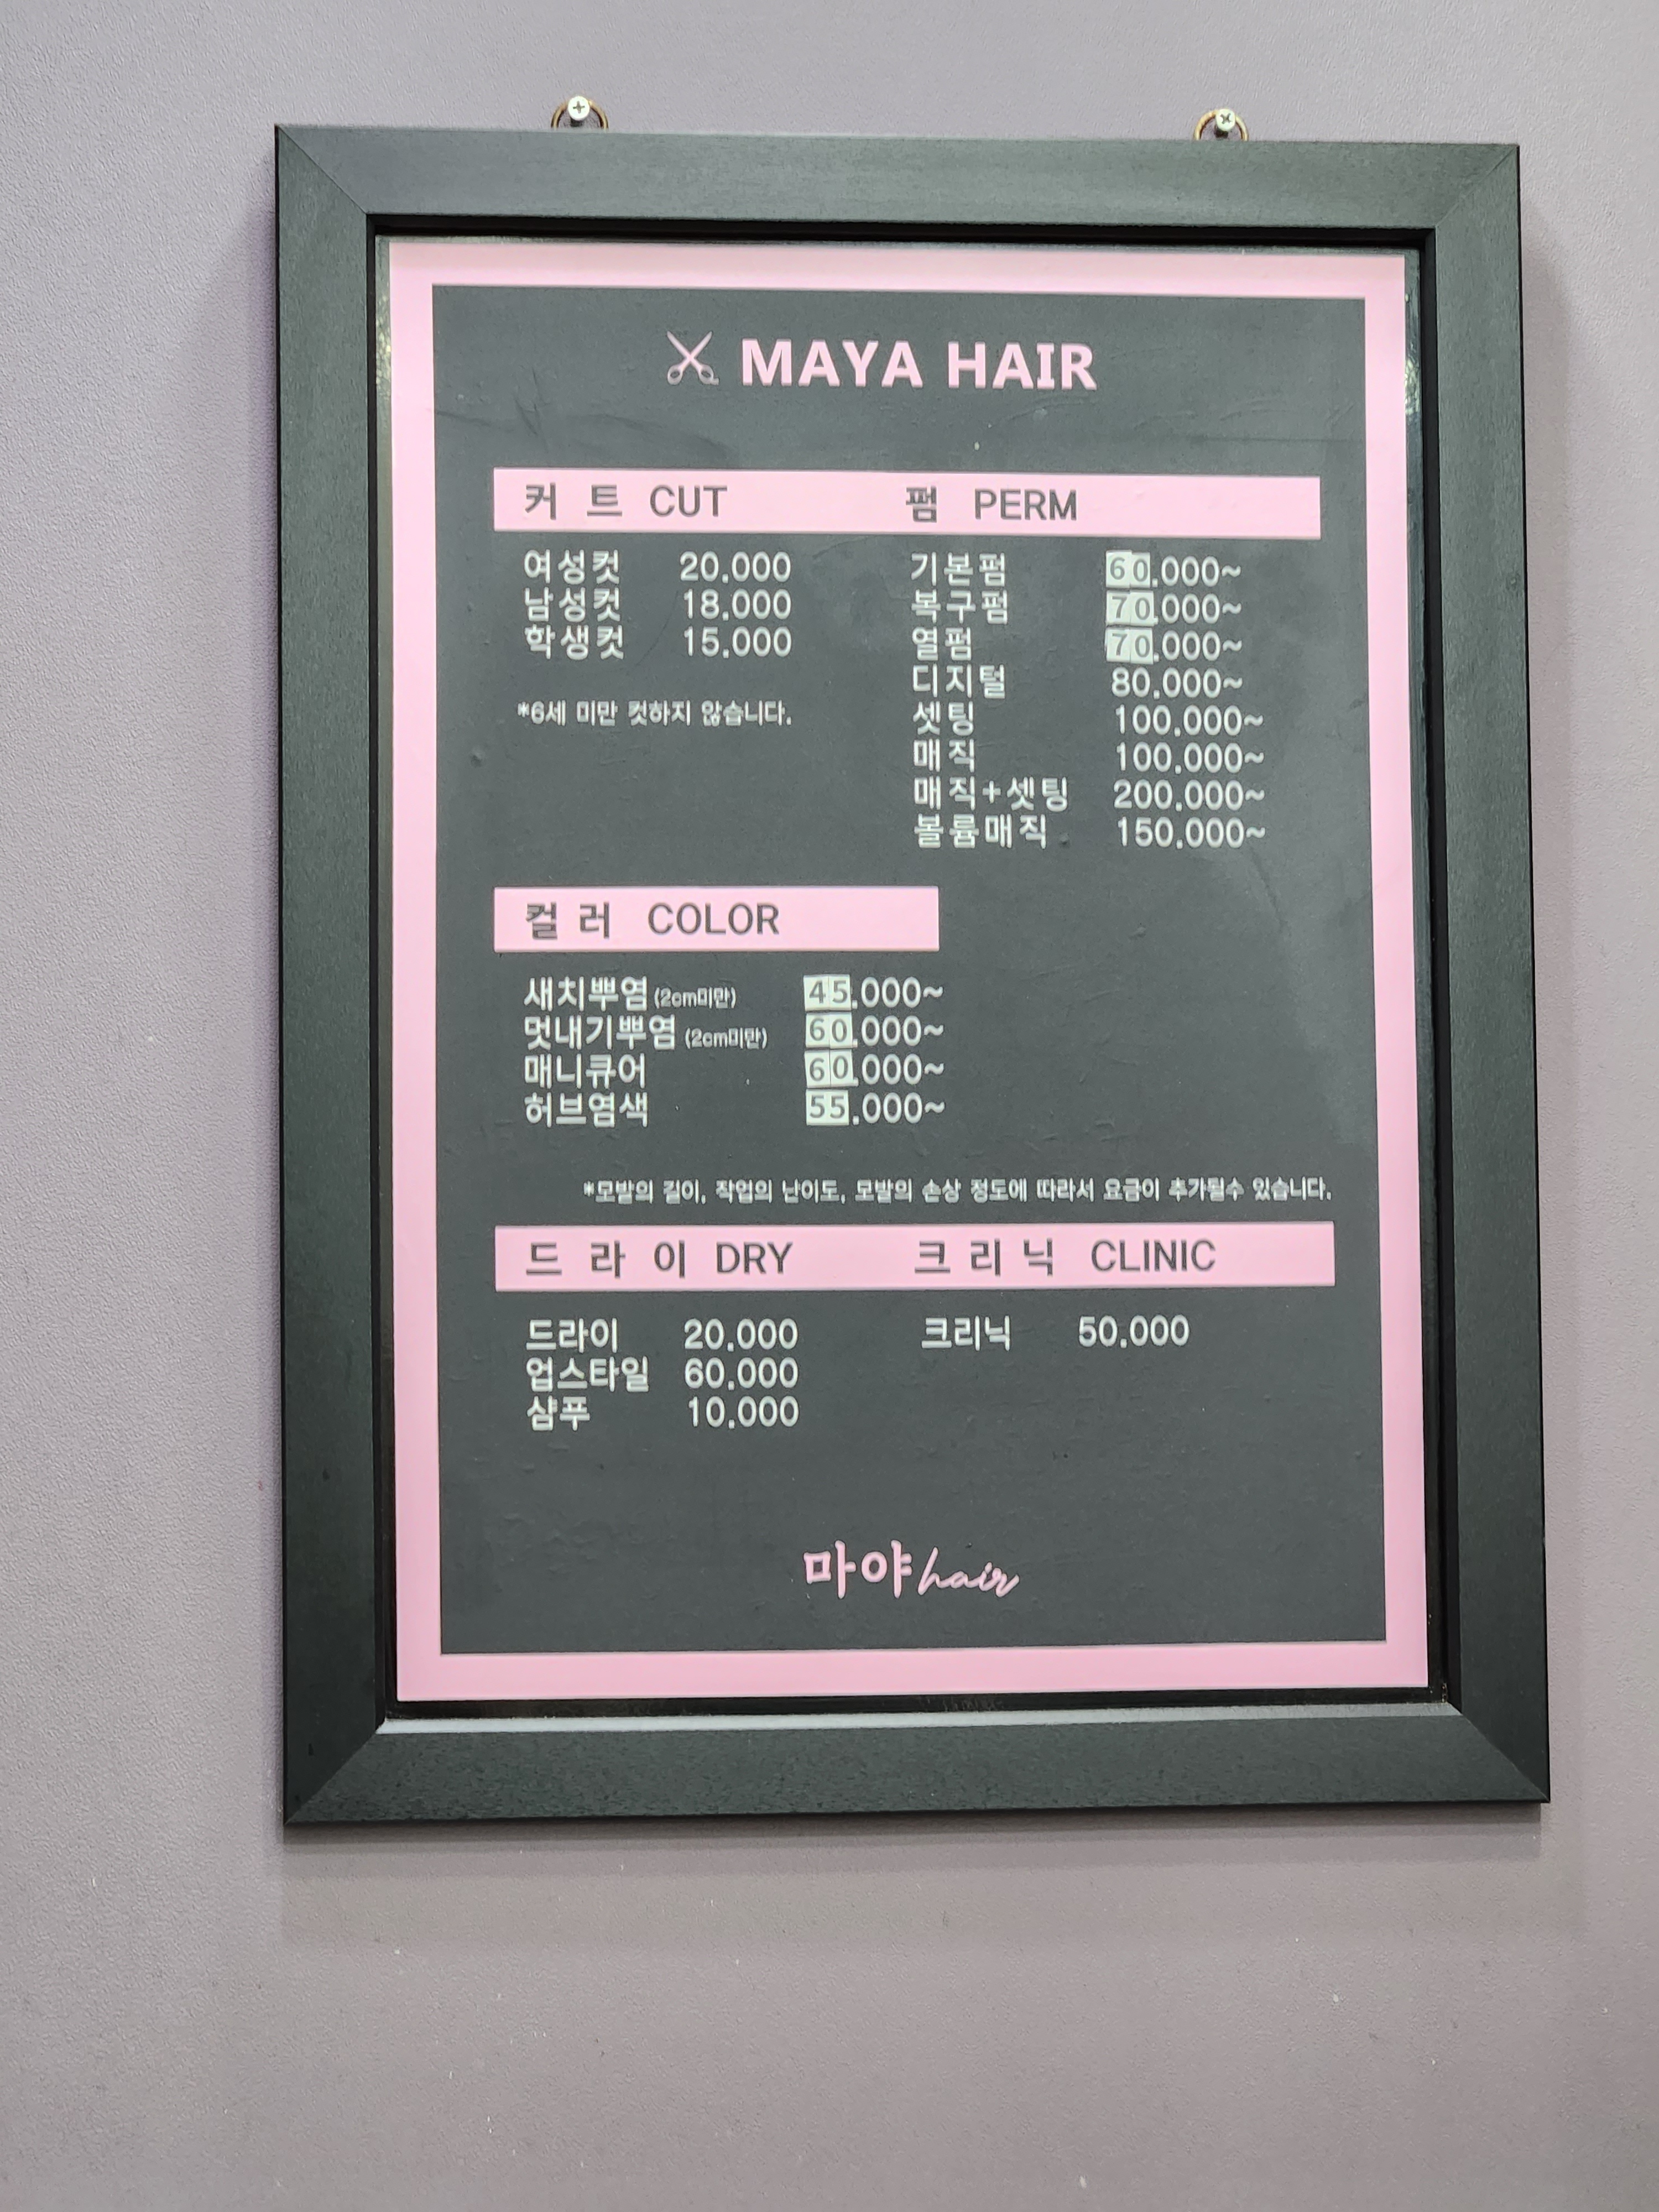 MAYA HAIR
커 트 CUT
여성컷 20.000
남성컷 18.000
학생컷 15.000
*6세 미만 컷하지 않습니다.
펌 PERM
기본펌 60.000~
복구펌 70.000~
열펌 70.000~
디지털 80.000~
셋팅 100.000~
매직 100.000~
매직+셋팅 200.000~
볼륨매직 150.000~
컬 러 COLOR
새치뿌염 (2cm미만) 45.000~
멋내기뿌염 (2cm미만) 60.000~
매니큐어 60.000~
허브염색 55.000~
*모발의 길이, 작업의 난이도, 모발의 손상 정도에 따라서 요금이 추가될수 있습니다.
드 라 이 DRY
드라이 20.000
업스타일 60.000
샴푸 10.000
크 리 닉 CLINIC
크리닉 50.000
마야 hair